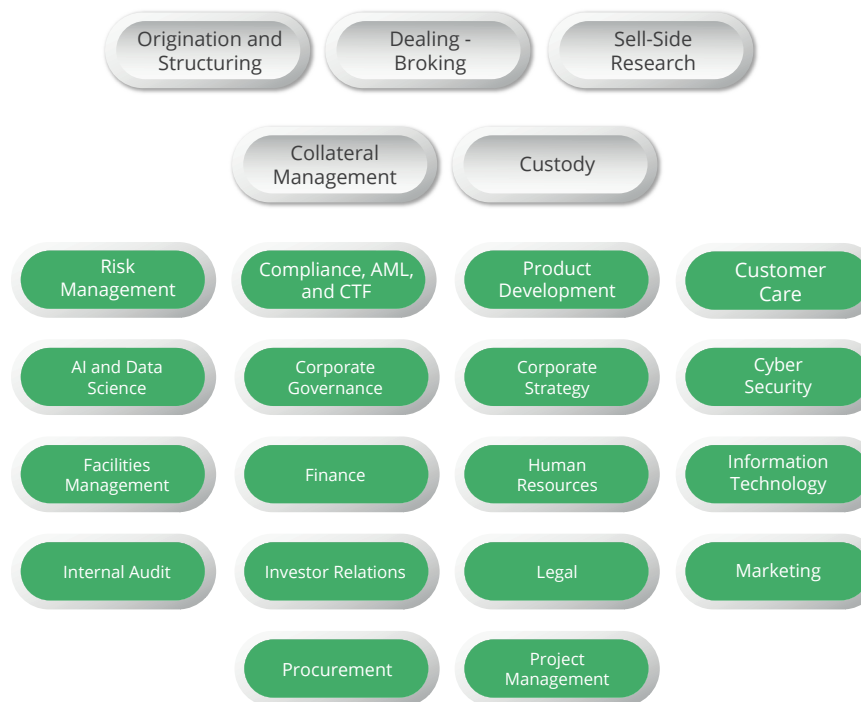 Origination and
Structuring
Dealing -
Broking
Sell-Side
Research
Collateral
Management
Custody
Risk
Management
Compliance, AML,
and CTF
Product
Development
Customer
Care
AI and Data
Science
Corporate
Governance
Corporate
Strategy
Cyber
Security
Facilities
Management
Finance
Human
Resources
Information
Technology
Internal Audit
Investor Relations
Legal
Marketing
Procurement
Project
Management